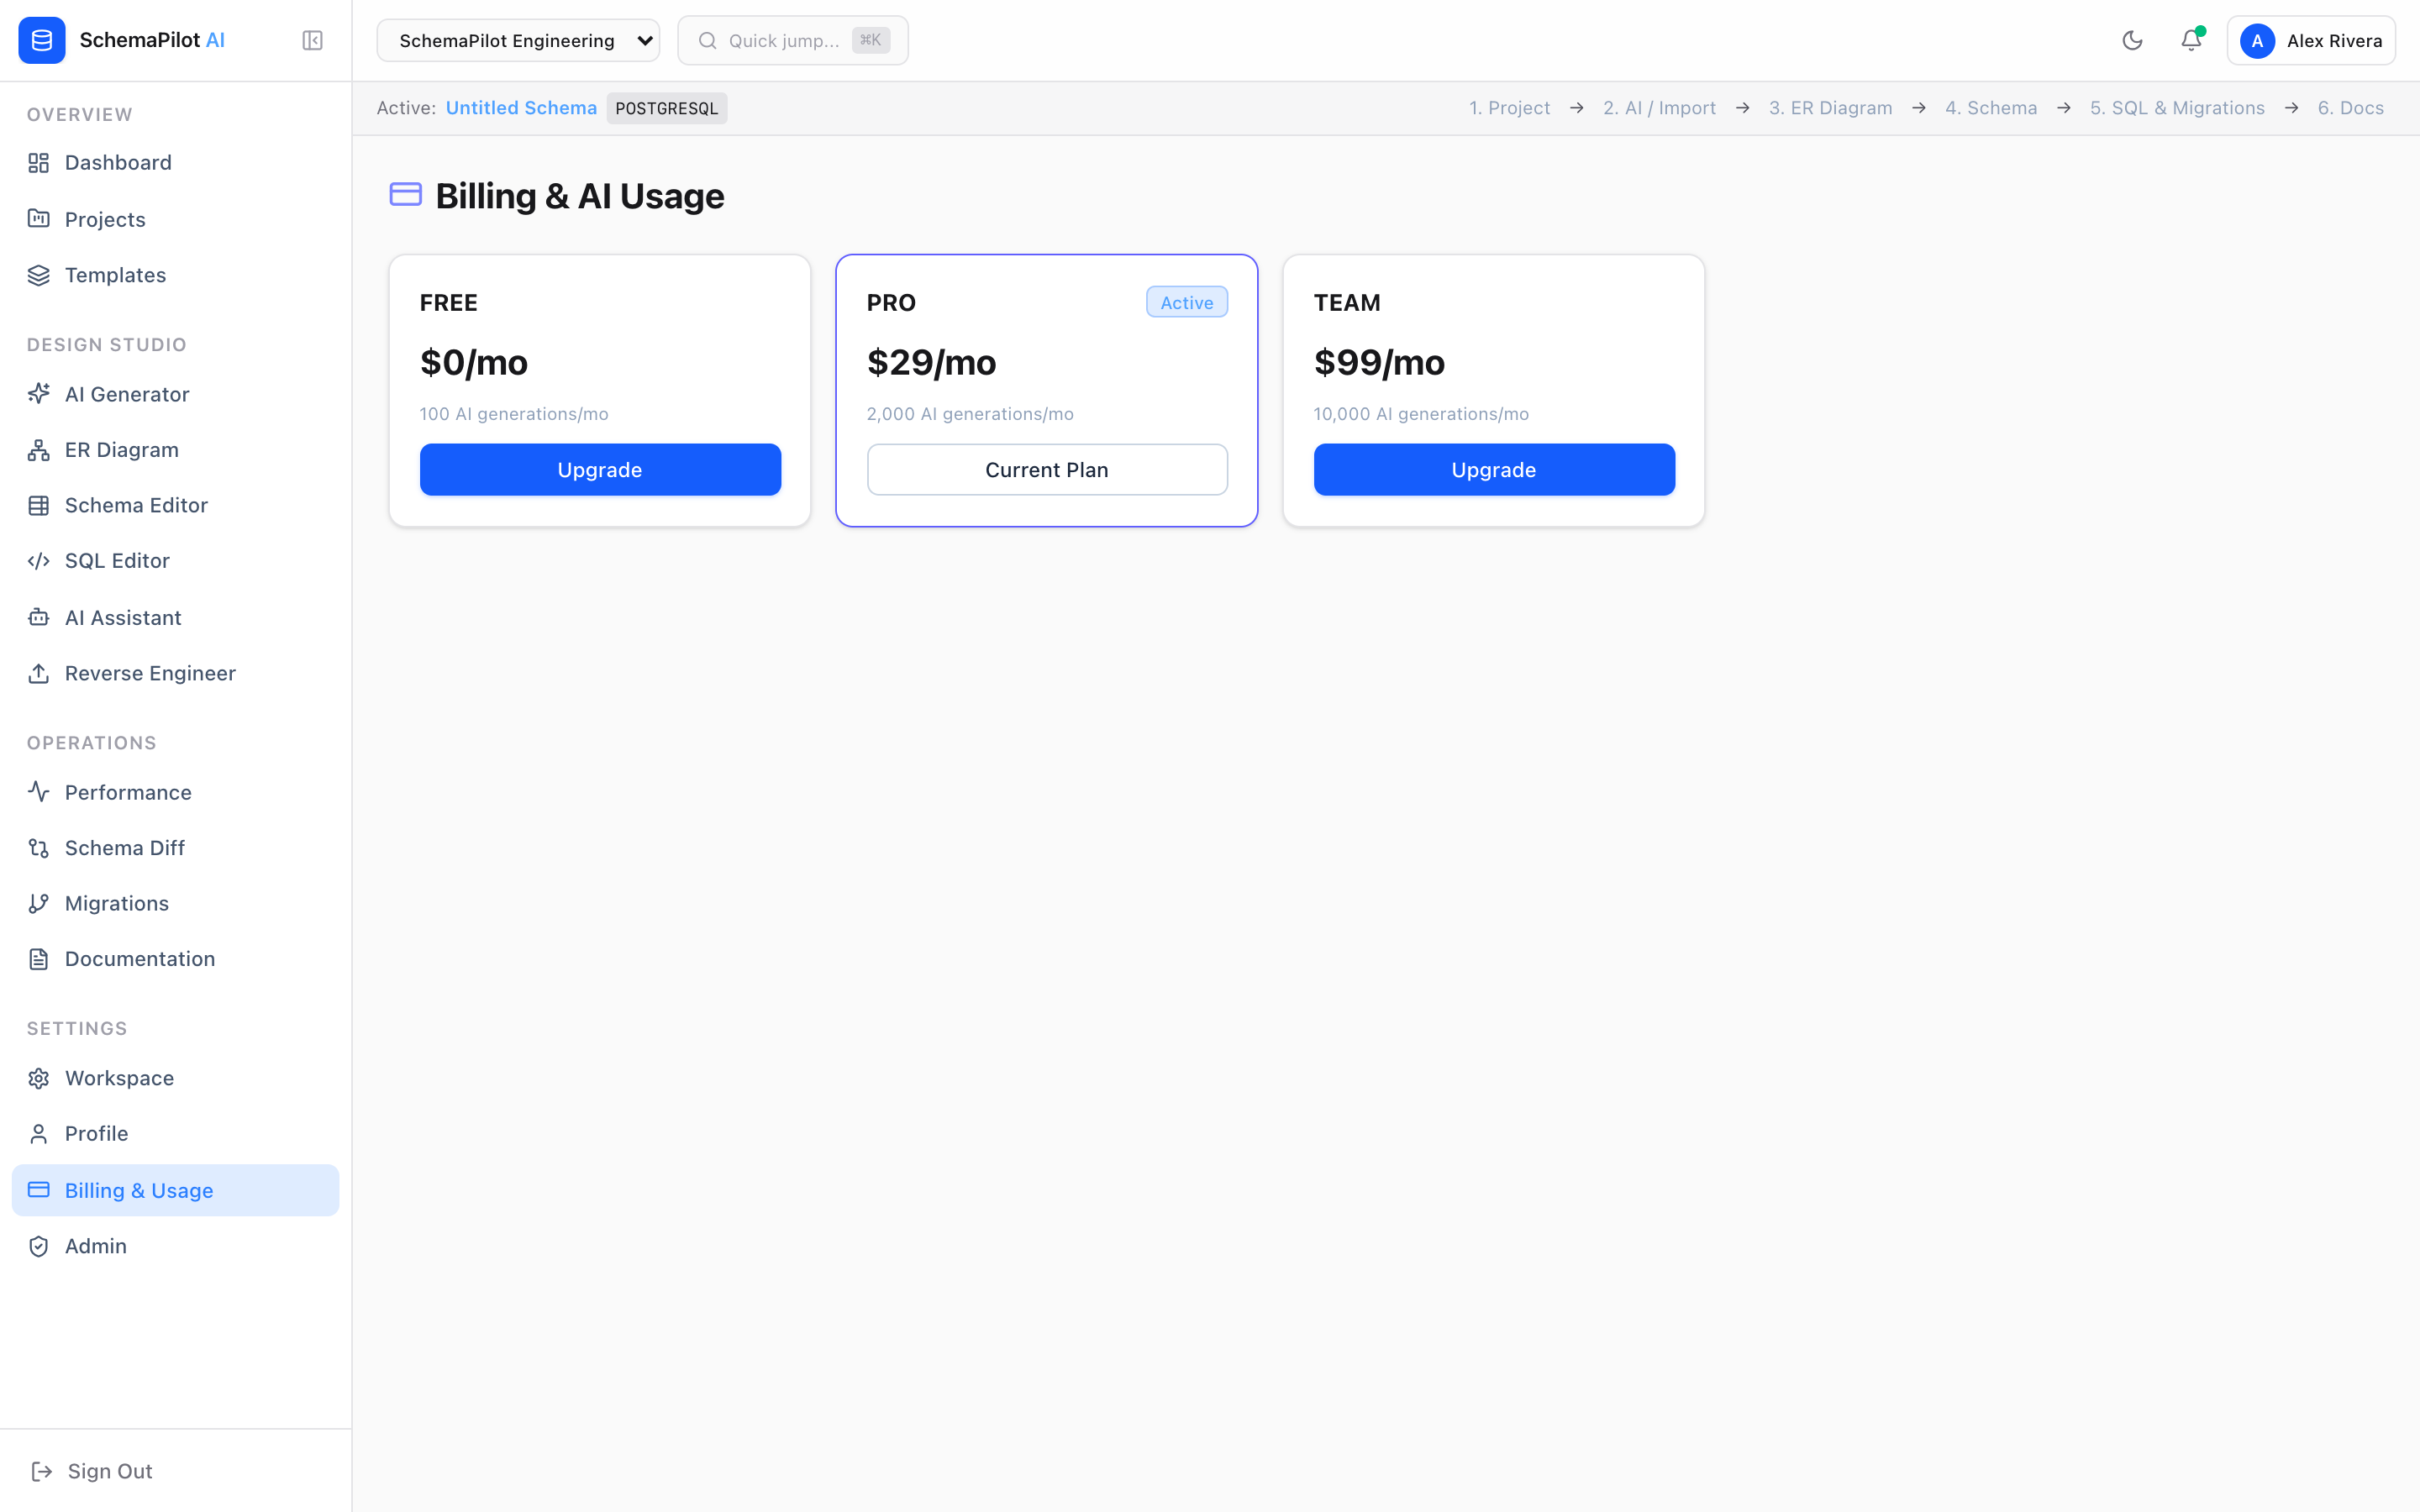 SchemaPilot AI
SchemaPilot Engineering
Quick jump... ⌘K
A Alex Rivera
Active: Untitled Schema POSTGRESQL
1. Project → 2. AI / Import → 3. ER Diagram → 4. Schema → 5. SQL & Migrations → 6. Docs
OVERVIEW
Dashboard
Projects
Templates
DESIGN STUDIO
AI Generator
ER Diagram
Schema Editor
SQL Editor
AI Assistant
Reverse Engineer
OPERATIONS
Performance
Schema Diff
Migrations
Documentation
SETTINGS
Workspace
Profile
Billing & Usage
Admin
Sign Out
Billing & AI Usage
FREE
$0/mo
100 AI generations/mo
Upgrade
PRO Active
$29/mo
2,000 AI generations/mo
Current Plan
TEAM
$99/mo
10,000 AI generations/mo
Upgrade